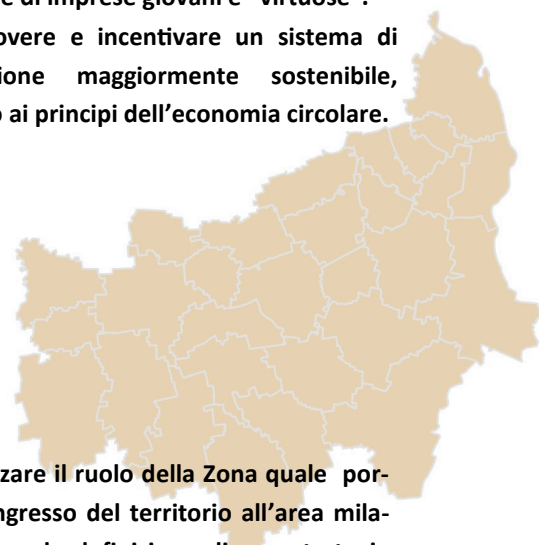 e di imprese giovani e "virtuose".
overe e incentivare un sistema di
ione maggiormente sostenibile,
o ai principi dell'economia circolare.
zare il ruolo della Zona quale por-
ngresso del territorio all'area mila-